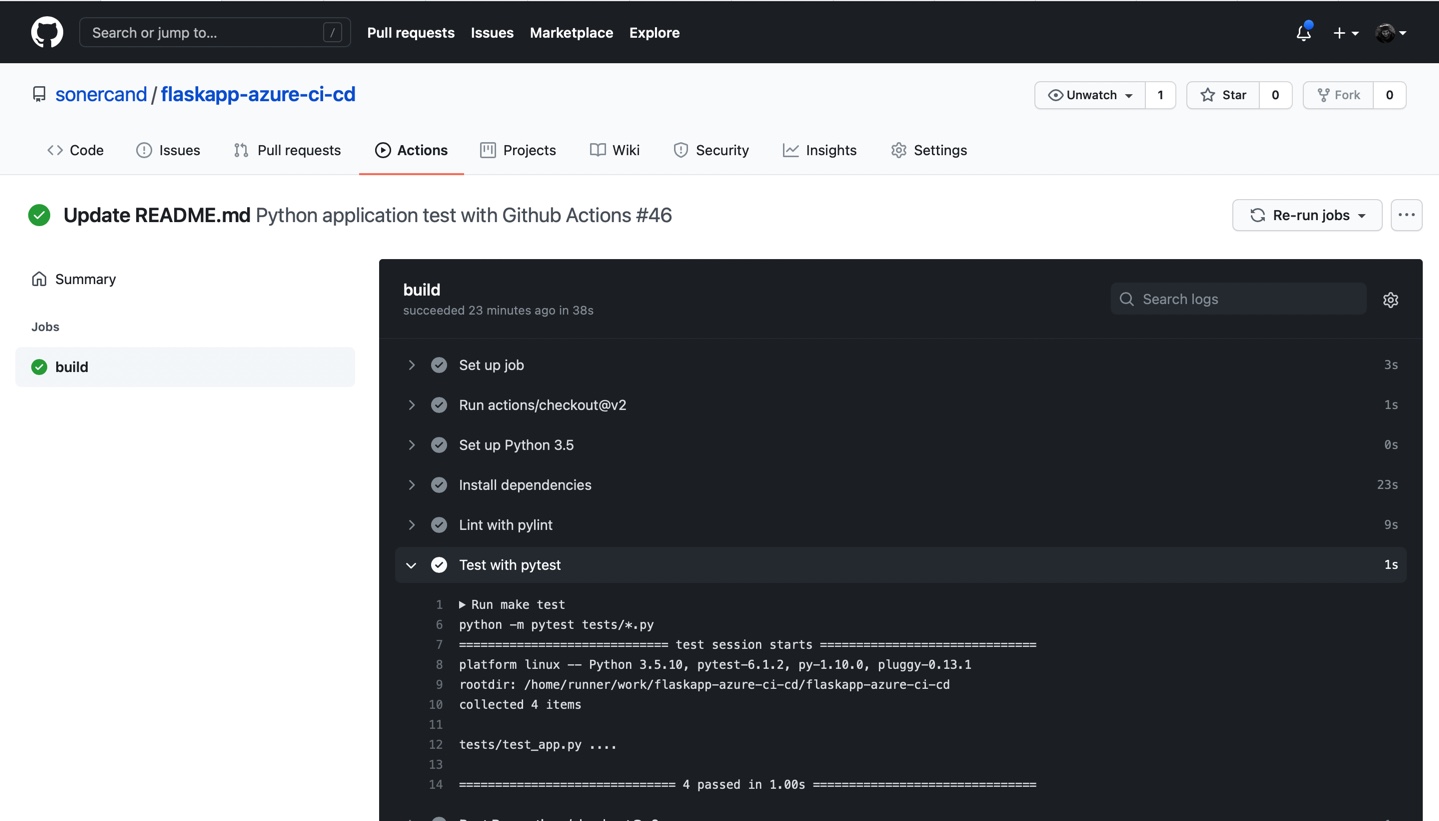 Search or jump to... /
Pull requests Issues Marketplace Explore
sonercand / flaskapp-azure-ci-cd
Unwatch 1 Star 0 Fork 0
Code Issues Pull requests Actions Projects Wiki Security Insights Settings
Update README.md Python application test with Github Actions #46
Re-run jobs ...
Summary
Jobs
build
build
succeeded 23 minutes ago in 38s
Search logs
Set up job 3s
Run actions/checkout@v2 1s
Set up Python 3.5 0s
Install dependencies 23s
Lint with pylint 9s
Test with pytest 1s
1 Run make test
6 python -m pytest tests/*.py
7 ============================= test session starts ==============================
8 platform linux -- Python 3.5.10, pytest-6.1.2, py-1.10.0, pluggy-0.13.1
9 rootdir: /home/runner/work/flaskapp-azure-ci-cd/flaskapp-azure-ci-cd
10 collected 4 items
11
12 tests/test_app.py ....
13
14 ============================== 4 passed in 1.00s ===============================